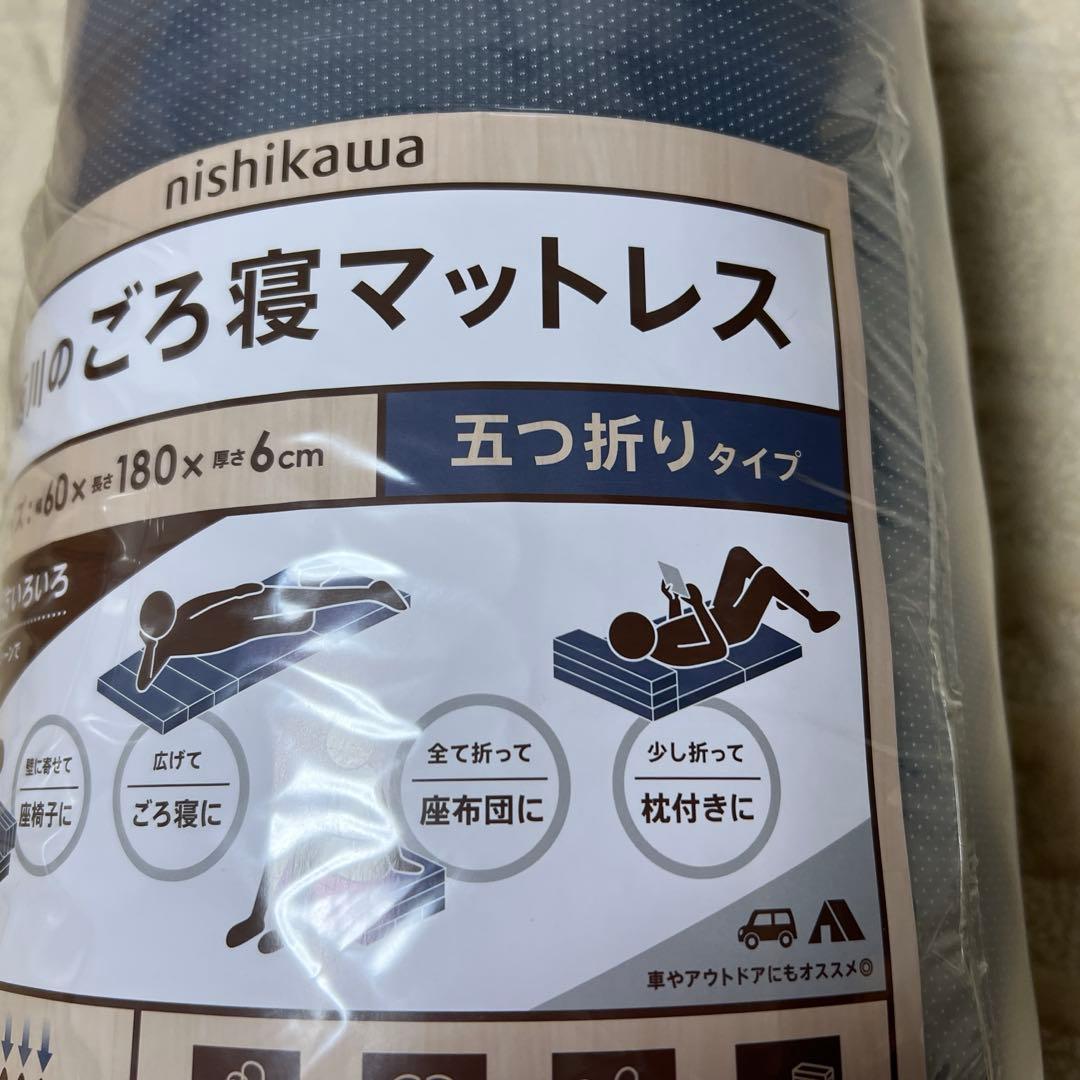 nishikawa
川のごろ寝マットレス
幅60×長さ180×厚さ6cm
五つ折りタイプ
いろいろ
壁に寄せて
座椅子に
広げて
ごろ寝に
全て折って
座布団に
少し折って
枕付きに
車やアウトドアにもオススメ◎